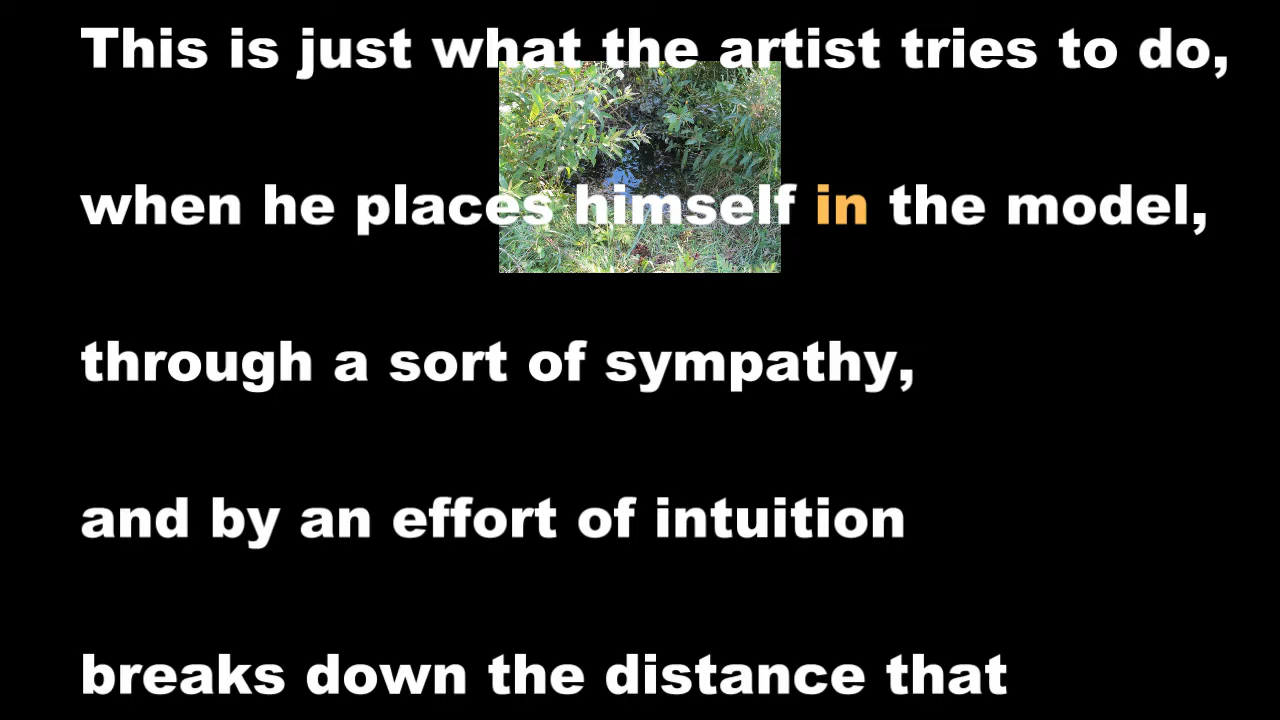 This is just what the artist tries to do,
when he places himself in the model,
through a sort of sympathy,
and by an effort of intuition
breaks down the distance that